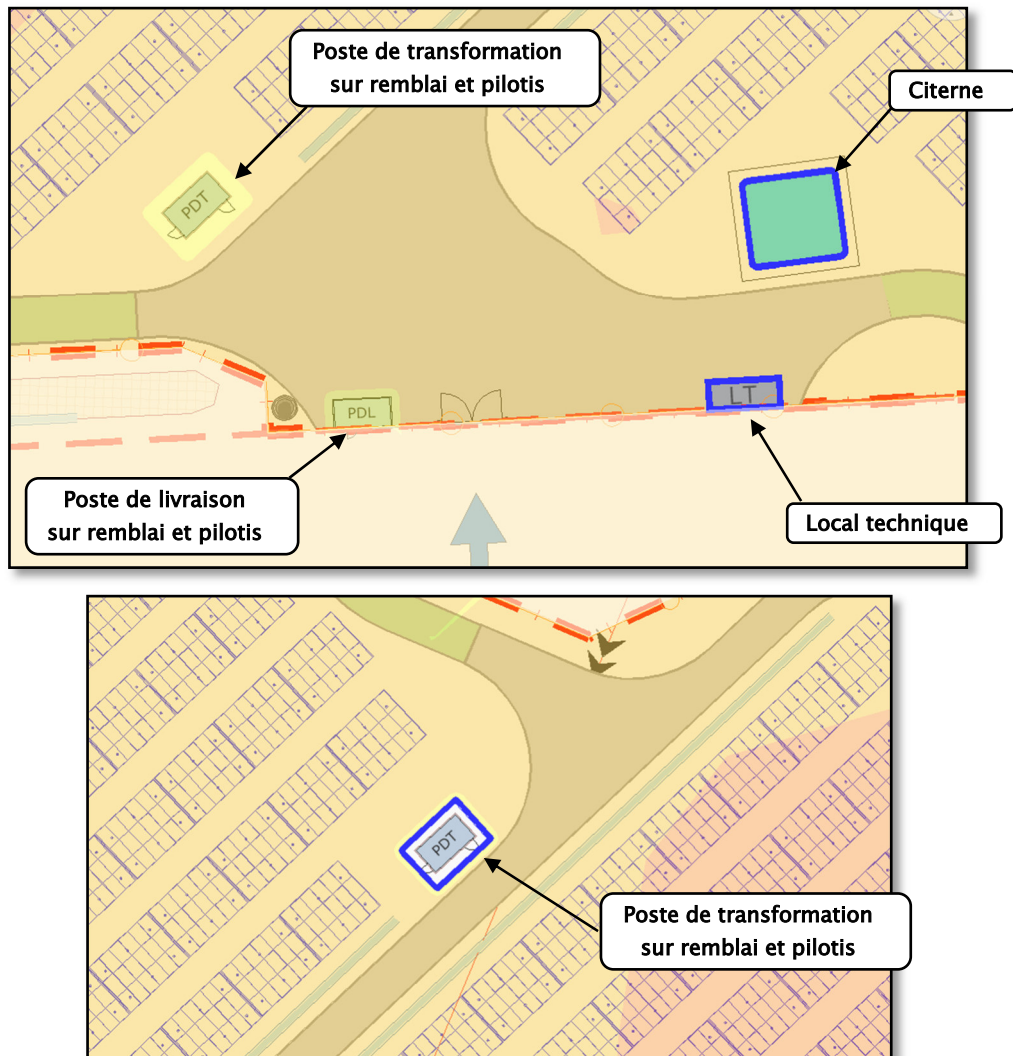 Poste de transformation
sur remblai et pilotis
Citerne
PDT
PDL
LT
Poste de livraison
sur remblai et pilotis
Local technique
PDT
Poste de transformation
sur remblai et pilotis